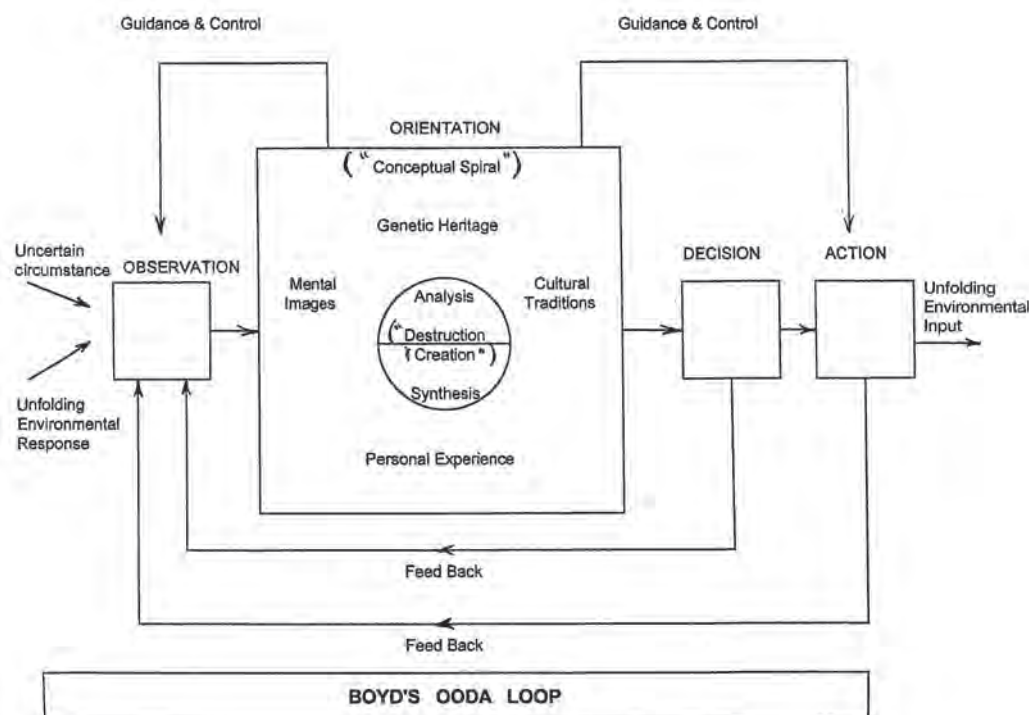 Guidance & Control
Guidance & Control
ORIENTATION
(“Conceptual Spiral”)
Genetic Heritage
Uncertain
circumstance
OBSERVATION
Mental
Images
Analysis
(“Destruction
{Creation”)
Synthesis
Cultural
Traditions
DECISION
ACTION
Unfolding
Environmental
Input
Unfolding
Environmental
Response
Personal Experience
Feed Back
Feed Back
BOYD'S OODA LOOP